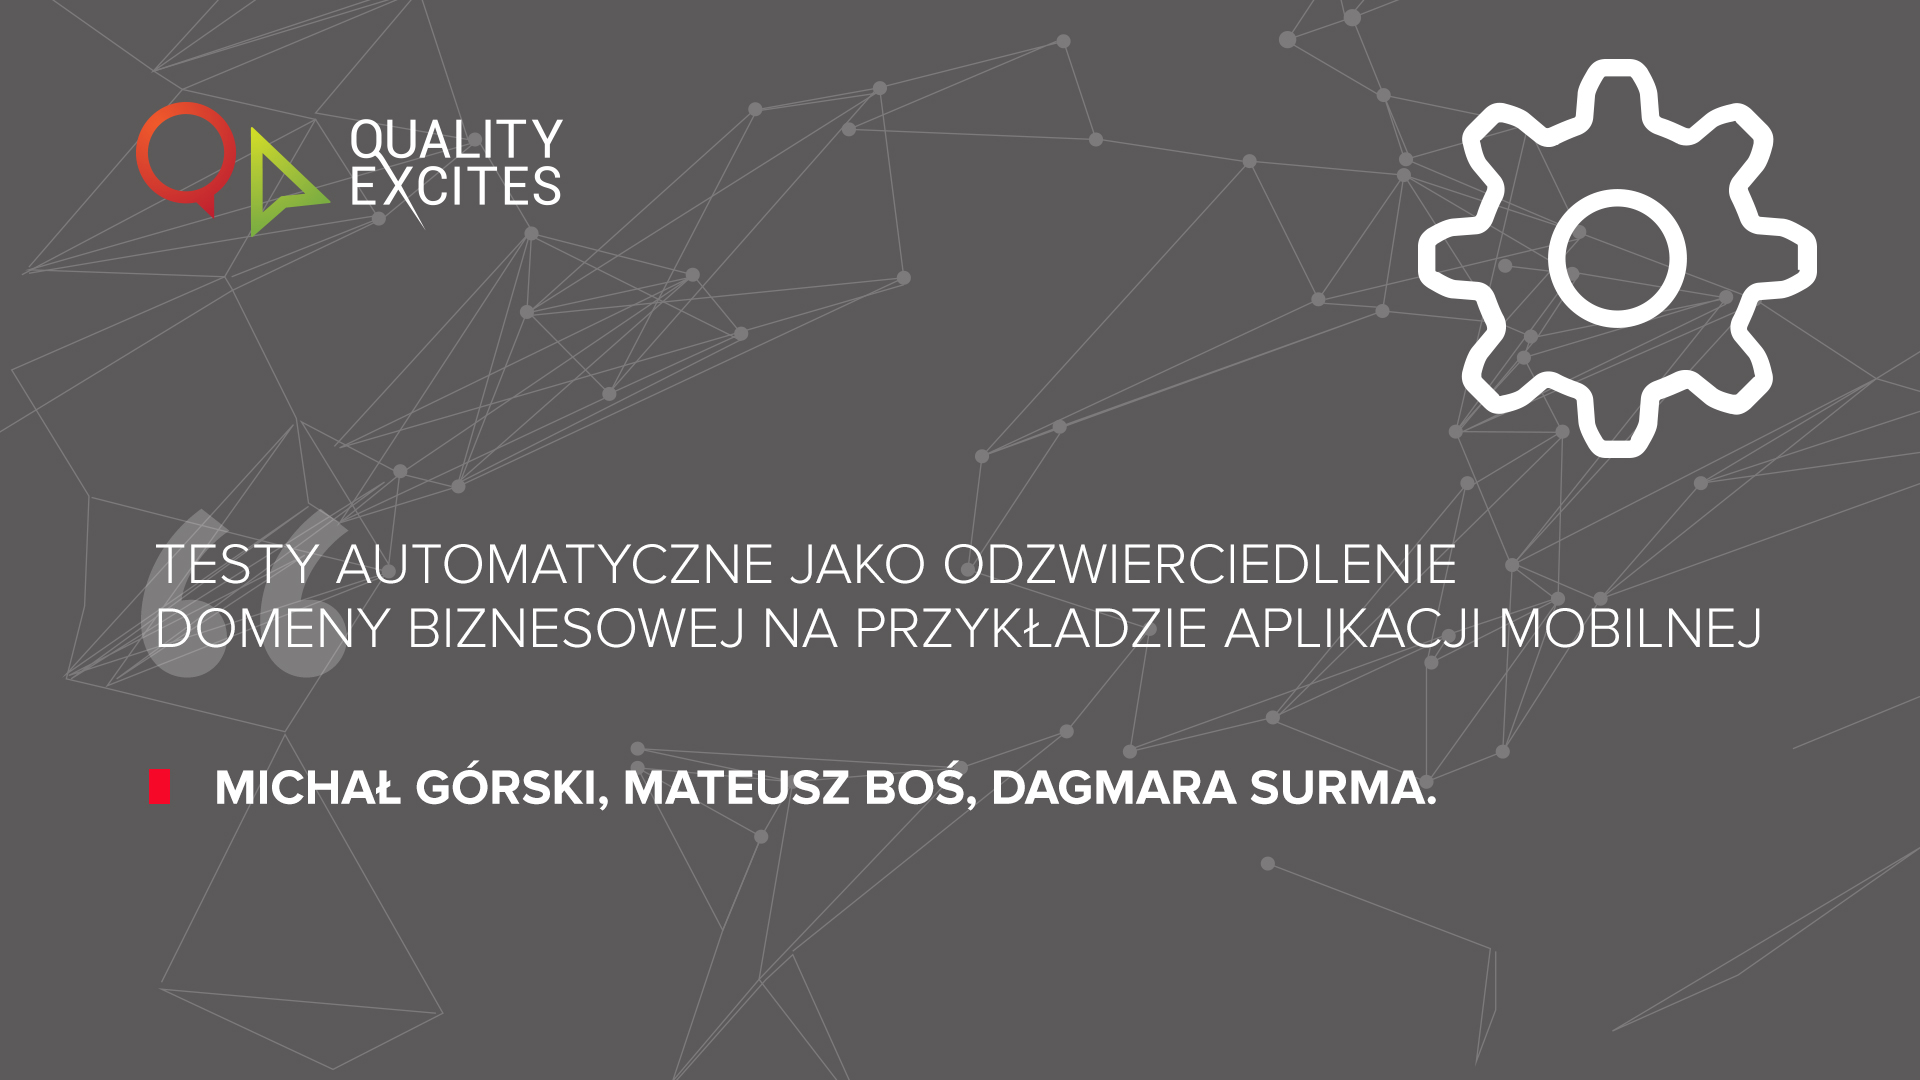 QUALITY
EXCITES
TESTY AUTOMATYCZNE JAKO ODZWIERCIEDLENIE
DOMENY BIZNESOWEJ NA PRZYKŁADZIE APLIKACJI MOBILNEJ
MICHAŁ GÓRSKI, MATEUSZ BOŚ, DAGMARA SURMA.